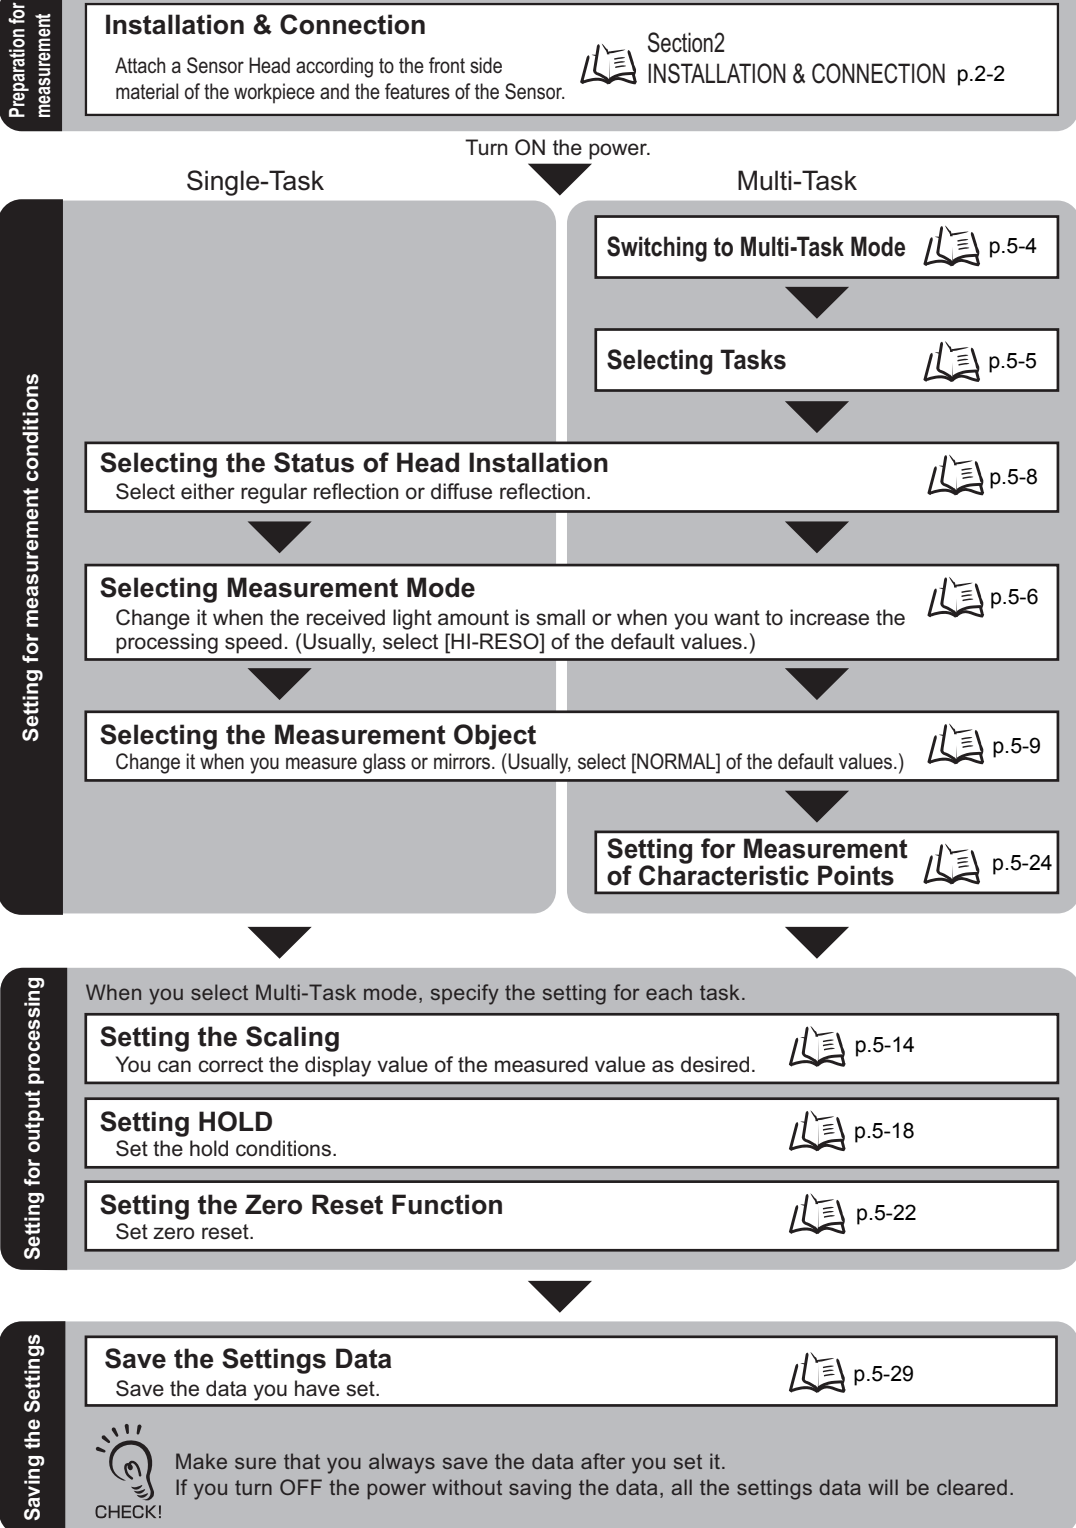 Preparation for
measurement
Installation & Connection
Attach a Sensor Head according to the front side
material of the workpiece and the features of the Sensor.
Section2
INSTALLATION & CONNECTION p.2-2
Turn ON the power.
Single-Task
Multi-Task
Setting for measurement conditions
Switching to Multi-Task Mode p.5-4
Selecting Tasks p.5-5
Selecting the Status of Head Installation
Select either regular reflection or diffuse reflection.
p.5-8
Selecting Measurement Mode
Change it when the received light amount is small or when you want to increase the
processing speed. (Usually, select [HI-RESO] of the default values.)
p.5-6
Selecting the Measurement Object
Change it when you measure glass or mirrors. (Usually, select [NORMAL] of the default values.)
p.5-9
Setting for Measurement
of Characteristic Points
p.5-24
Setting for output processing
When you select Multi-Task mode, specify the setting for each task.
Setting the Scaling
You can correct the display value of the measured value as desired.
p.5-14
Setting HOLD
Set the hold conditions.
p.5-18
Setting the Zero Reset Function
Set zero reset.
p.5-22
Saving the Settings
Save the Settings Data
Save the data you have set.
p.5-29
CHECK!
Make sure that you always save the data after you set it.
If you turn OFF the power without saving the data, all the settings data will be cleared.